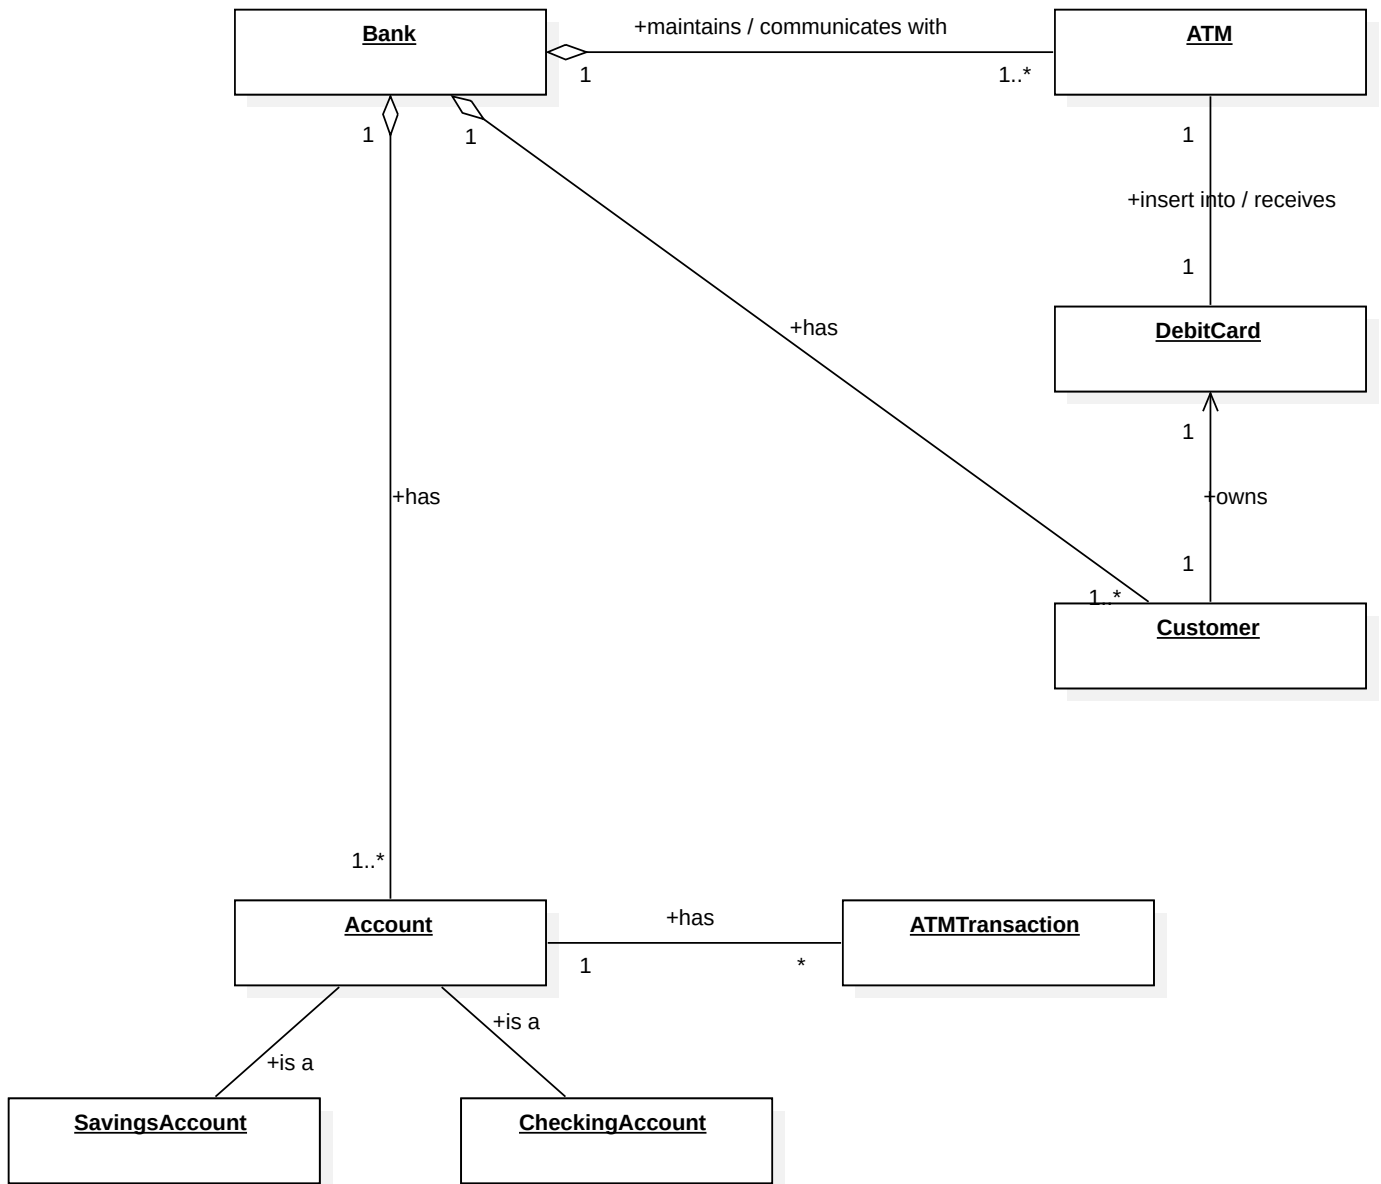 Bank
+maintains / communicates with
ATM
1
1..*
1
1
1
+insert into / receives
1
+has
DebitCard
1
+has
+owns
1
1..*
Customer
1..*
Account
+has
ATMTransaction
1
*
+is a
+is a
SavingsAccount
CheckingAccount